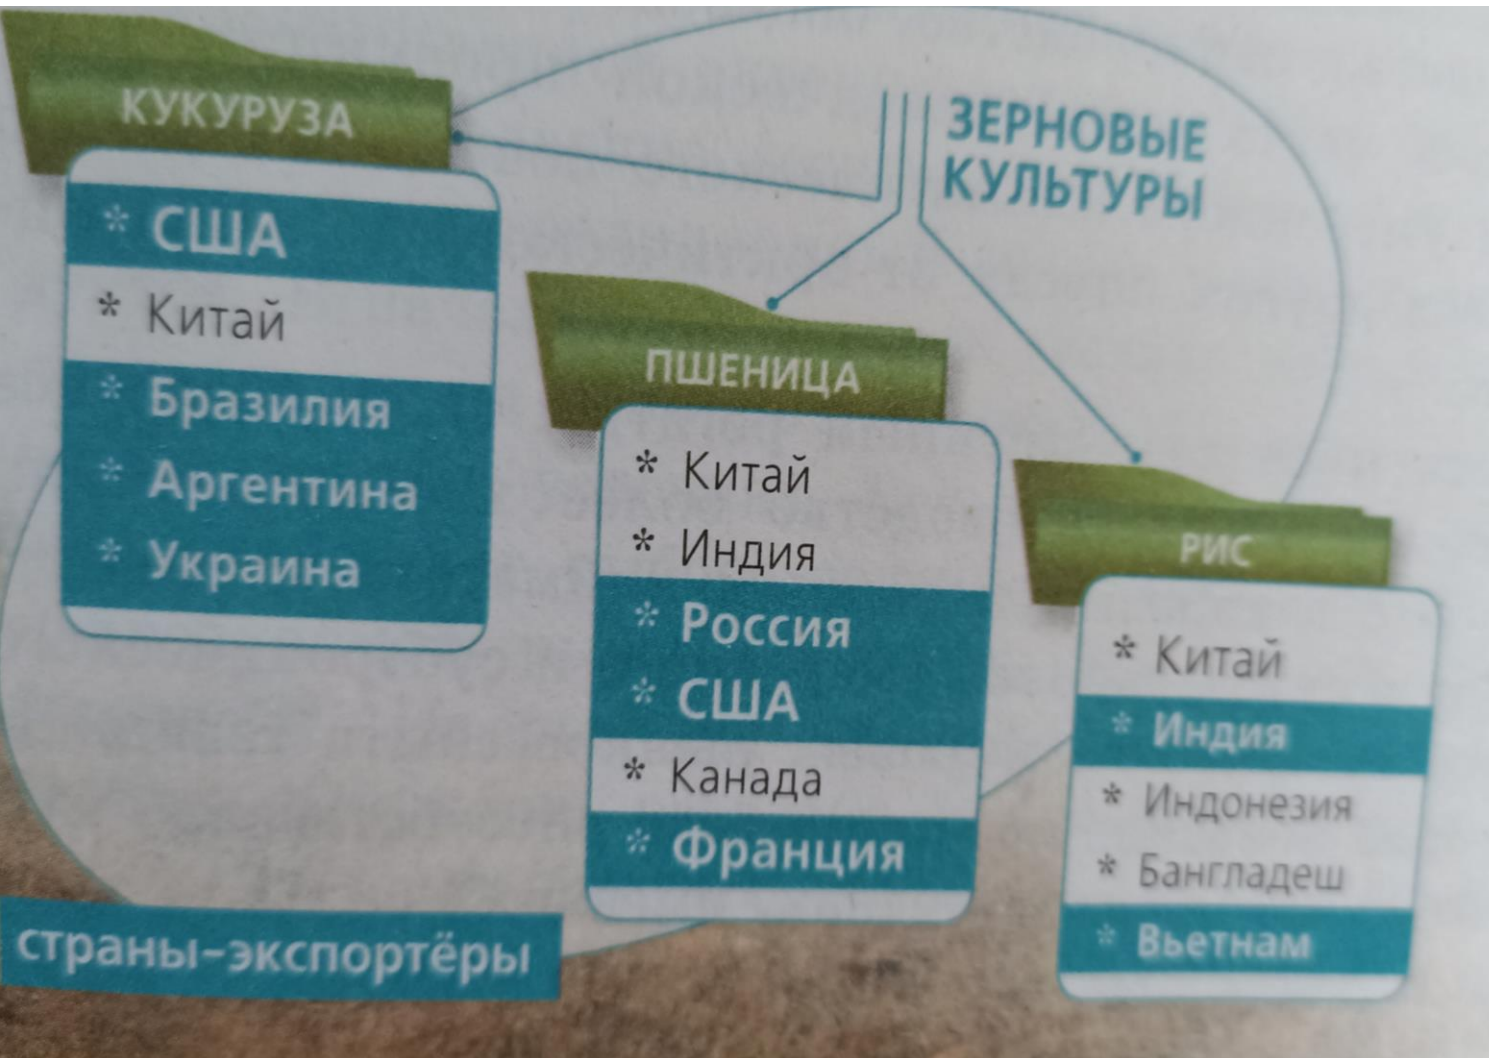 КУКУРУЗА
* США
* Китай
* Бразилия
* Аргентина
* Украина
ЗЕРНОВЫЕ
КУЛЬТУРЫ
ПШЕНИЦА
* Китай
* Индия
* Россия
* США
* Канада
* Франция
РИС
* Китай
* Индия
* Индонезия
* Бангладеш
* Вьетнам
страны-экспортёры